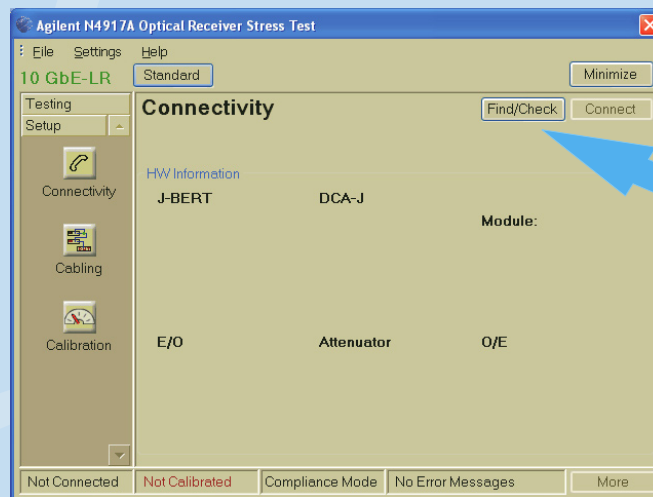 Agilent N4917A Optical Receiver Stress Test
File Settings Help
10 GbE-LR Standard Minimize
Testing
Setup
Connectivity Find/Check Connect
HW Information
Connectivity
J-BERT DCA-J
Module:
Cabling
Calibration
E/O Attenuator O/E
Not Connected Not Calibrated Compliance Mode No Error Messages More